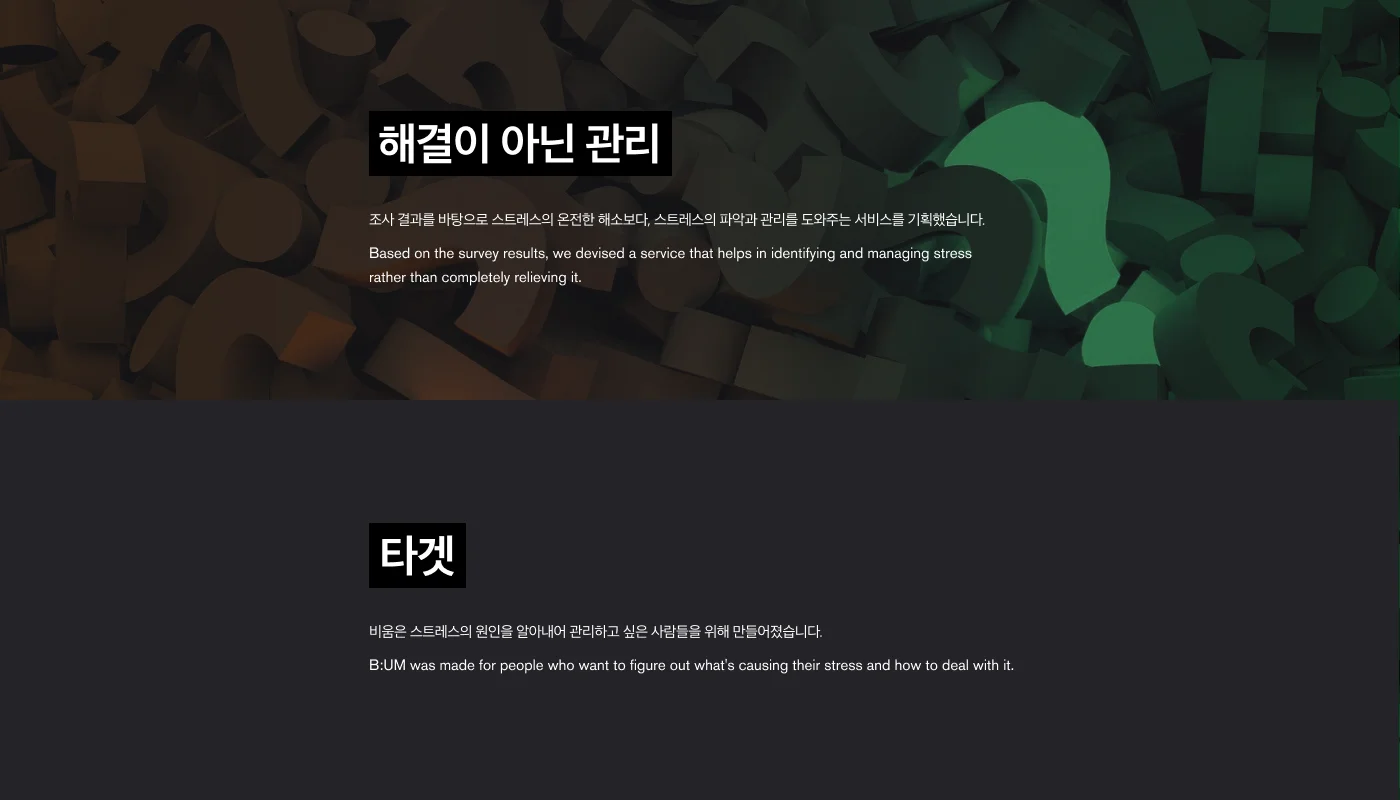 해결이 아닌 관리
조사 결과를 바탕으로 스트레스의 온전한 해소보다, 스트레스의 파악과 관리를 도와주는 서비스를 기획했습니다.
Based on the survey results, we devised a service that helps in identifying and managing stress
rather than completely relieving it.
타겟
비움은 스트레스의 원인을 알아내어 관리하고 싶은 사람들을 위해 만들어졌습니다.
B:UM was made for people who want to figure out what's causing their stress and how to deal with it.